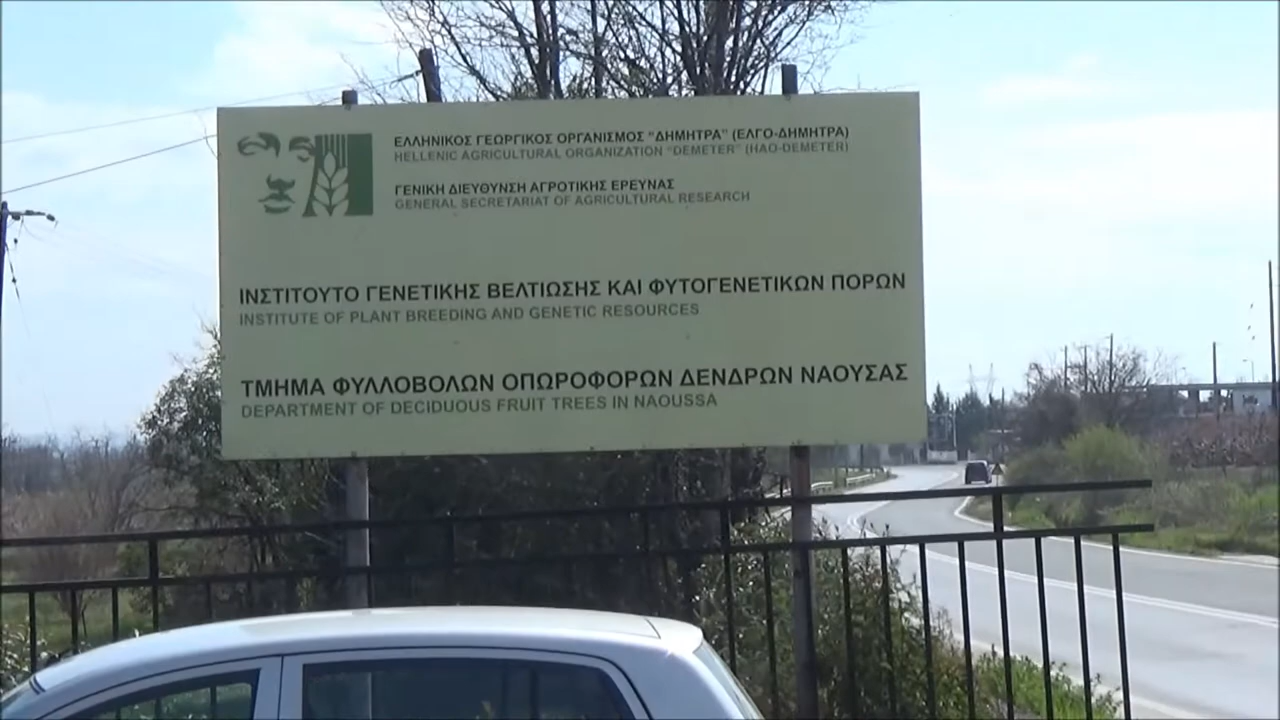 ΕΛΛΗΝΙΚΟΣ ΓΕΩΡΓΙΚΟΣ ΟΡΓΑΝΙΣΜΟΣ "ΔΗΜΗΤΡΑ" (ΕΛΓΟ-ΔΗΜΗΤΡΑ)
HELLENIC AGRICULTURAL ORGANIZATION "DEMETER" (HAO-DEMETER)
ΓΕΝΙΚΗ ΔΙΕΥΘΥΝΣΗ ΑΓΡΟΤΙΚΗΣ ΕΡΕΥΝΑΣ
GENERAL SECRETARIAT OF AGRICULTURAL RESEARCH
ΙΝΣΤΙΤΟΥΤΟ ΓΕΝΕΤΙΚΗΣ ΒΕΛΤΙΩΣΗΣ ΚΑΙ ΦΥΤΟΓΕΝΕΤΙΚΩΝ ΠΟΡΩΝ
INSTITUTE OF PLANT BREEDING AND GENETIC RESOURCES
ΤΜΗΜΑ ΦΥΛΛΟΒΟΛΩΝ ΟΠΩΡΟΦΟΡΩΝ ΔΕΝΔΡΩΝ ΝΑΟΥΣΑΣ
DEPARTMENT OF DECIDUOUS FRUIT TREES IN NAOUSSA